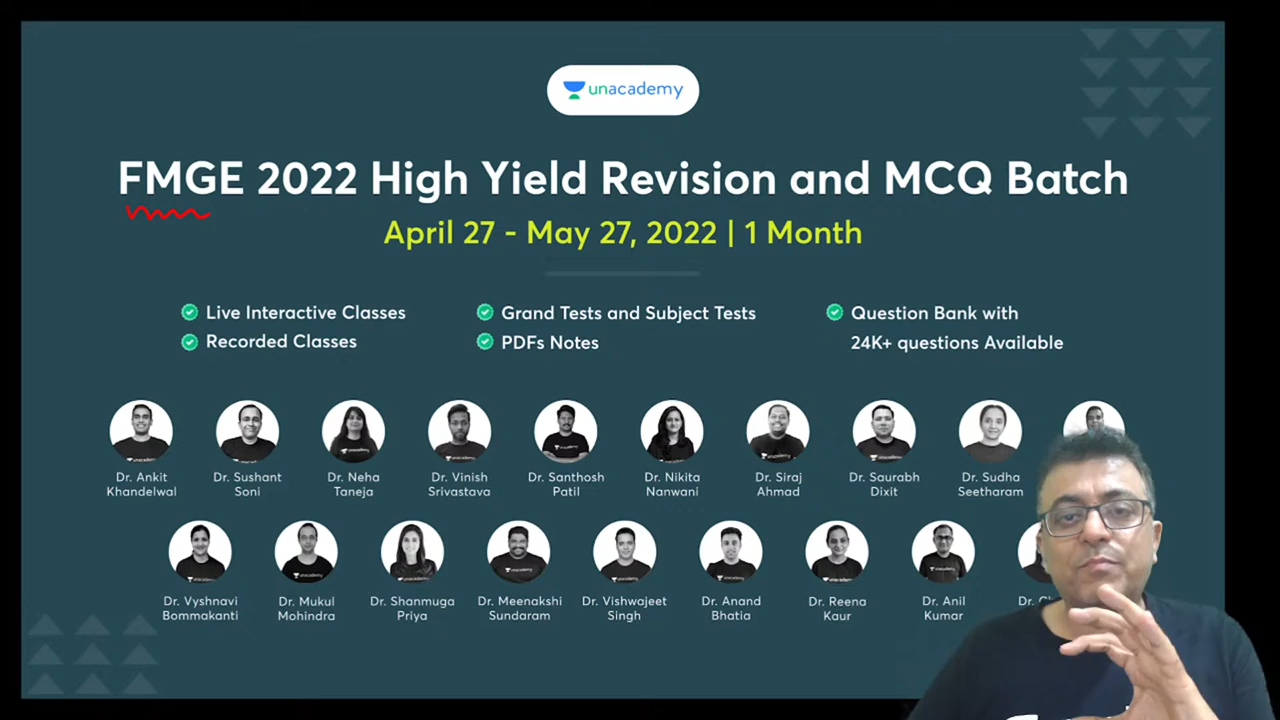 unacademy
FMGE 2022 High Yield Revision and MCQ Batch
April 27 - May 27, 2022 | 1 Month
Live Interactive Classes
Recorded Classes
Grand Tests and Subject Tests
PDFs Notes
Question Bank with
24K+ questions Available
Dr. Ankit
Khandelwal
Dr. Sushant
Soni
Dr. Neha
Taneja
Dr. Vinish
Srivastava
Dr. Santhosh
Patil
Dr. Nikita
Nanwani
Dr. Siraj
Ahmad
Dr. Saurabh
Dixit
Dr. Sudha
Seetharam
Dr. Vyshnavi
Bommakanti
Dr. Mukul
Mohindra
Dr. Shanmuga
Priya
Dr. Meenakshi
Sundaram
Dr. Vishwajeet
Singh
Dr. Anand
Bhatia
Dr. Reena
Kaur
Dr. Anil
Kumar
Dr.